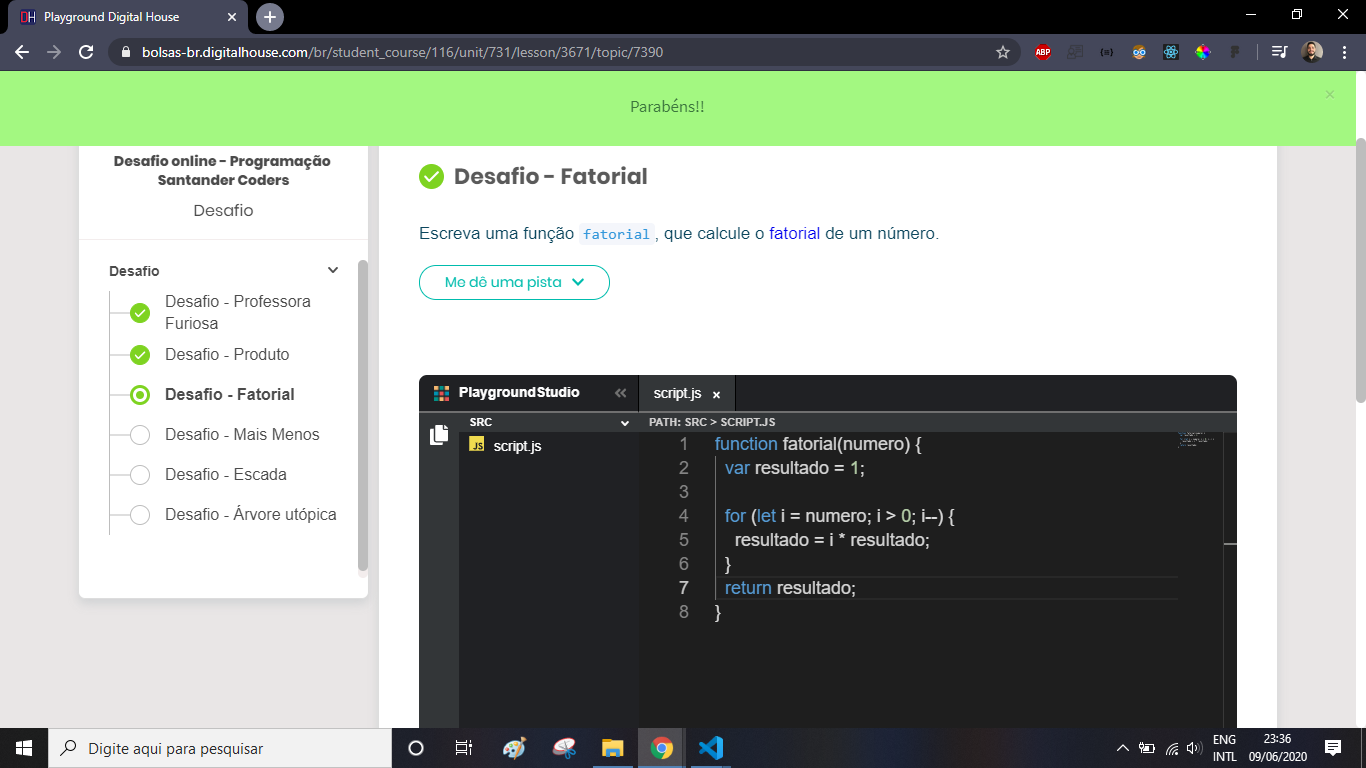 DH Playground Digital House
bolsas-br.digitalhouse.com/br/student_course/116/unit/731/lesson/3671/topic/7390
ABP
Parabéns!!
×
Desafio online - Programação
Santander Coders
Desafio
Desafio
Desafio - Professora
Furiosa
Desafio - Produto
Desafio - Fatorial
Desafio - Mais Menos
Desafio - Escada
Desafio - Árvore utópica
Desafio - Fatorial
Escreva uma função fatorial, que calcule o fatorial de um número.
Me dê uma pista
PlaygroundStudio
script.js ×
SRC
JS script.js
PATH: SRC > SCRIPT.JS
1 function fatorial(numero) {
2 var resultado = 1;
3
4 for (let i = numero; i > 0; i--) {
5 resultado = i * resultado;
6 }
7 return resultado;
8 }
Digite aqui para pesquisar
ENG
INTL
23:36
09/06/2020